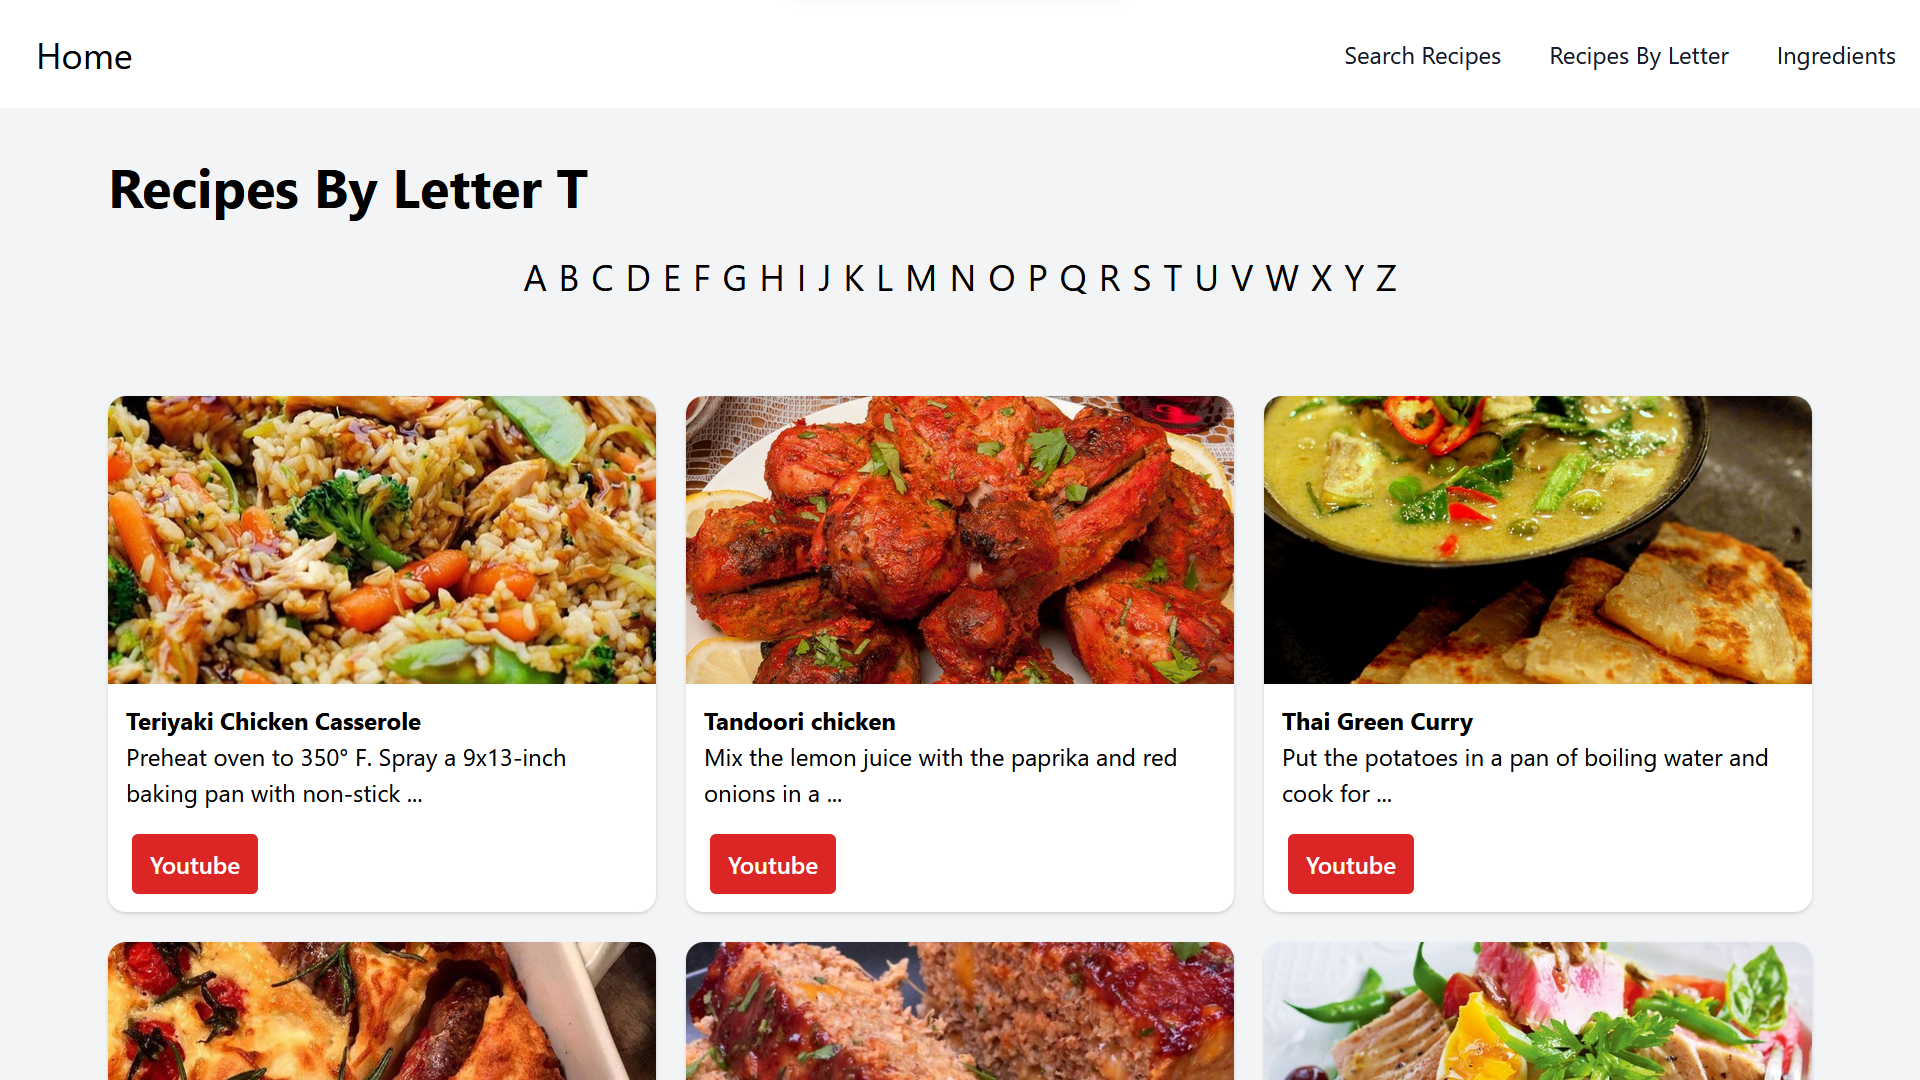 Home
Search Recipes
Recipes By Letter
Ingredients
Recipes By Letter T
A B C D E F G H I J K L M N O P Q R S T U V W X Y Z
Teriyaki Chicken Casserole
Preheat oven to 350° F. Spray a 9x13-inch
baking pan with non-stick ...
Youtube
Tandoori chicken
Mix the lemon juice with the paprika and red
onions in a ...
Youtube
Thai Green Curry
Put the potatoes in a pan of boiling water and
cook for ...
Youtube